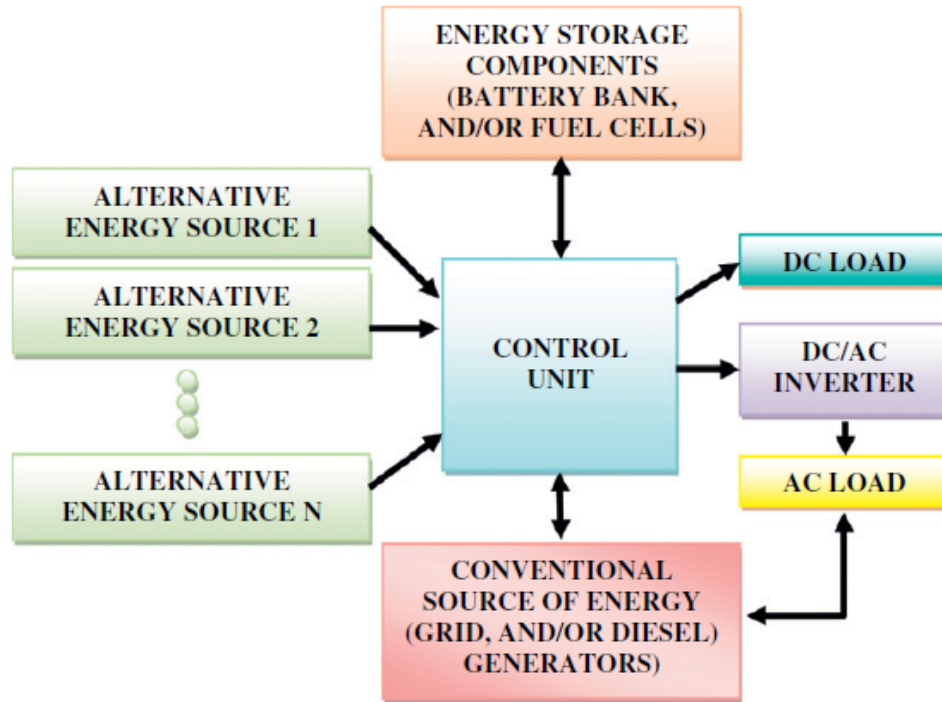 ENERGY STORAGE
COMPONENTS
(BATTERY BANK,
AND/OR FUEL CELLS)
ALTERNATIVE
ENERGY SOURCE 1
ALTERNATIVE
ENERGY SOURCE 2
ALTERNATIVE
ENERGY SOURCE N
CONTROL
UNIT
DC LOAD
DC/AC
INVERTER
AC LOAD
CONVENTIONAL
SOURCE OF ENERGY
(GRID, AND/OR DIESEL)
GENERATORS)